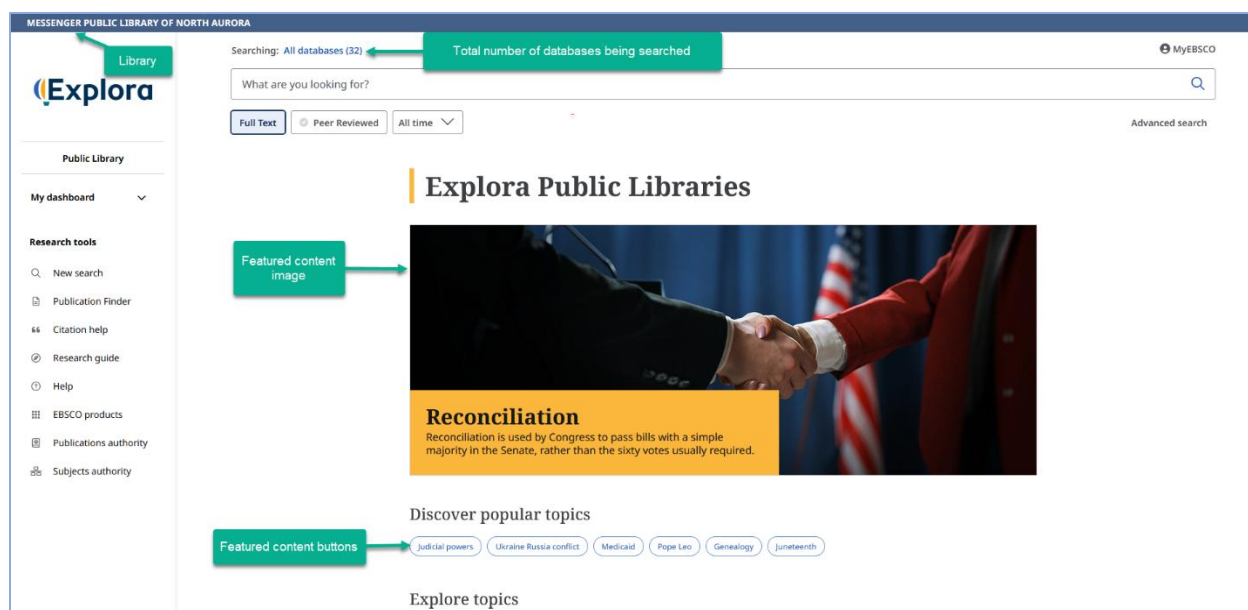 MESSENGER PUBLIC LIBRARY OF NORTH AURORA
Library
Explora
Public Library
My dashboard
Research tools
New search
Publication Finder
Citation help
Research guide
Help
EBSCO products
Publications authority
Subjects authority
Searching: All databases (32)
Total number of databases being searched
MyEBSCO
What are you looking for?
Full Text
Peer Reviewed
All time
Advanced search
Explora Public Libraries
Featured content
image
Reconciliation
Reconciliation is used by Congress to pass bills with a simple
majority in the Senate, rather than the sixty votes usually required.
Discover popular topics
Featured content buttons
Judicial powers
Ukraine Russia conflict
Medicaid
Pope Leo
Genealogy
Juneteenth
Explore topics